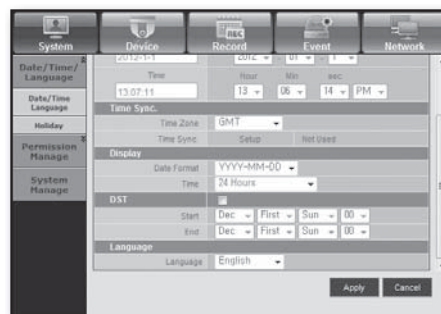 System Device Record Event Network
REC
Date/Time/
Language
Date/Time
Language
Holiday
Permission
Manage
System
Manage
2012-1-1 2012 - 01 - 1
Time Hour Min sec
13:07:11 13 06 14 PM
Time Sync.
Time Zone GMT
Time Sync Setup Not Used
Display
Date Format YYYY-MM-DD
Time 24 Hours
DST
Start Dec First Sun 00
End Dec First Sun 00
Language
Language English
Apply Cancel